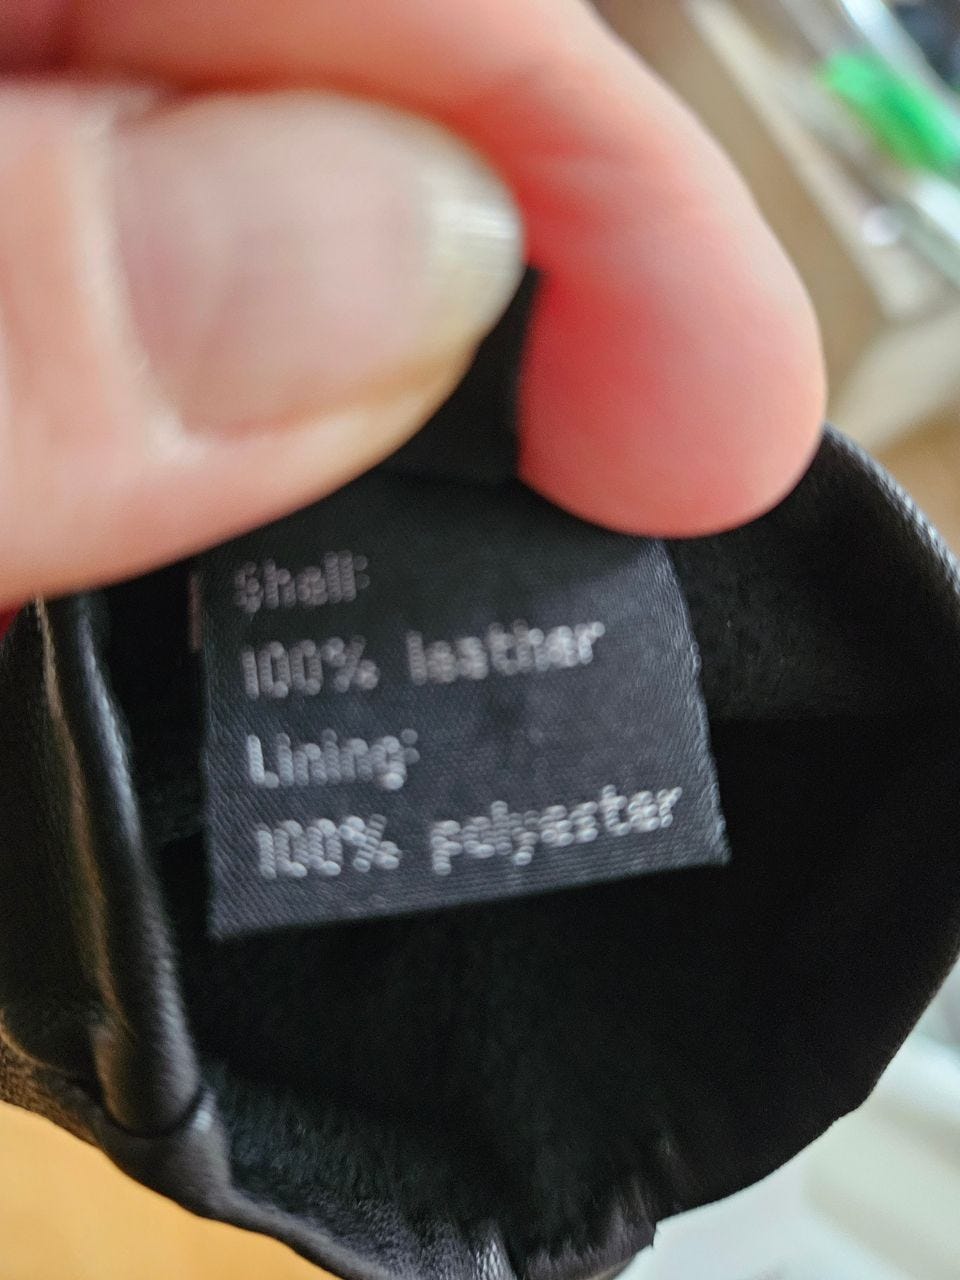 Shell:
100% leather
Lining:
100% polyester